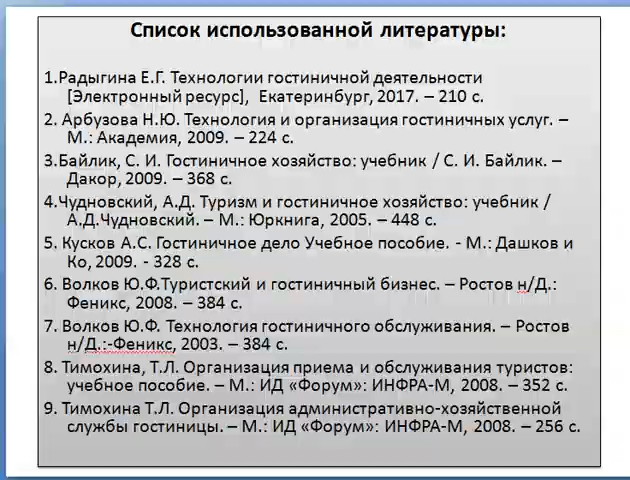 Список использованной литературы:
1.Радыгина Е.Г. Технологии гостиничной деятельности
[Электронный ресурс], Екатеринбург, 2017. – 210 с.
2. Арбузова Н.Ю. Технология и организация гостиничных услуг. –
М.: Академия, 2009. – 224 с.
3.Байлик, С. И. Гостиничное хозяйство: учебник / С. И. Байлик. –
Дакор, 2009. – 368 с.
4.Чудновский, А.Д. Туризм и гостиничное хозяйство: учебник /
А.Д.Чудновский. – М.: Юркнига, 2005. – 448 с.
5. Кусков А.С. Гостиничное дело Учебное пособие. - М.: Дашков и
Ко, 2009. - 328 с.
6. Волков Ю.Ф.Туристский и гостиничный бизнес. – Ростов н/Д.:
Феникс, 2008. – 384 с.
7. Волков Ю.Ф. Технология гостиничного обслуживания. – Ростов
н/Д.:-Феникс, 2003. – 384 с.
8. Тимохина, Т.Л. Организация приема и обслуживания туристов:
учебное пособие. – М.: ИД «Форум»: ИНФРА-М, 2008. – 352 с.
9. Тимохина Т.Л. Организация административно-хозяйственной
службы гостиницы. – М.: ИД «Форум»: ИНФРА-М, 2008. – 256 с.